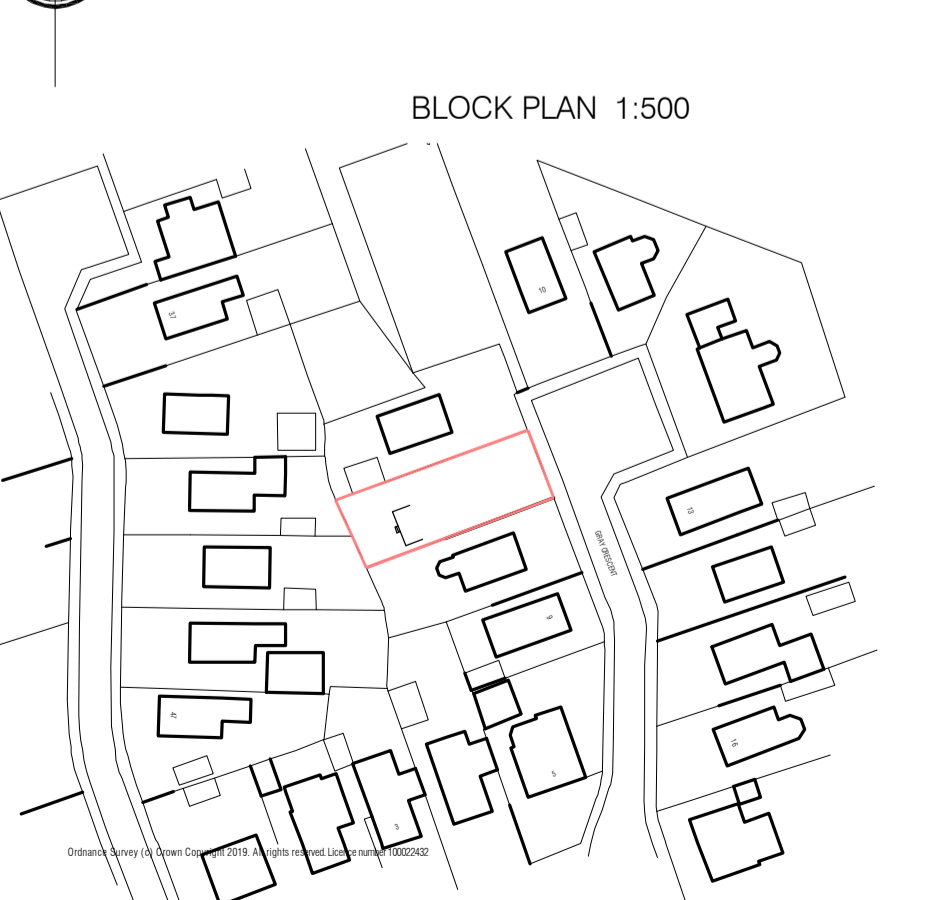 BLOCK PLAN 1:500
10
37
13
GRAY CRESCENT
9
47
16
5
3
Ordnance Survey (c) Crown Copyright 2019. All rights reserved. Licence number 100022432